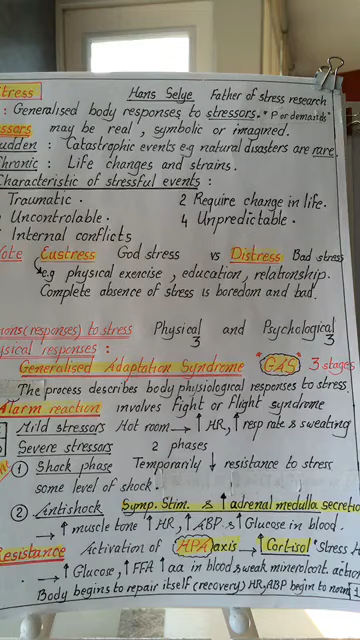 Stress
Hans Selye Father of stress research
: Generalised body responses to stressors. "P or demands"
ssors may be real, symbolic or imagined.
udden : Catastrophic events e.g natural disasters are rare.
Chronic : Life changes and strains.
Characteristic of stressful events :
Traumatic . 2 Require change in life.
Uncontrolable . 4 Unpredictable .
Internal conflicts
Note Eustress God stress vs Distress Bad stress
e.g physical exercise, education, relationship.
Complete absence of stress is boredom and bad.
ions (responses) to stress Physical 3 and Psychological 3
ysical responses :
Generalised Adaptation Syndrome "GAS" 3 stages
The process describes body physiological responses to stress.
Alarm reaction involves Fight or flight syndrome
Mild stressors Hot room → ↑ HR, ↑ resp rate & sweating
Severe stressors 2 phases
① Shock phase Temporarily ↓ resistance to stress
some level of shock.
② Antishock Symp. Stim. & ↑ adrenal medulla secretio
→ ↑ muscle tone ↑ HR, ↑ ABP & ↑ Glucose in blood.
Resistance Activation of HPA axis → ↑ Cortisol "Stress H
→ ↑ Glucose, ↑ FFA ↑ aa in blood, weak mineralcort. action
Body begins to repair itself (recovery) HR, ABP begin to norm